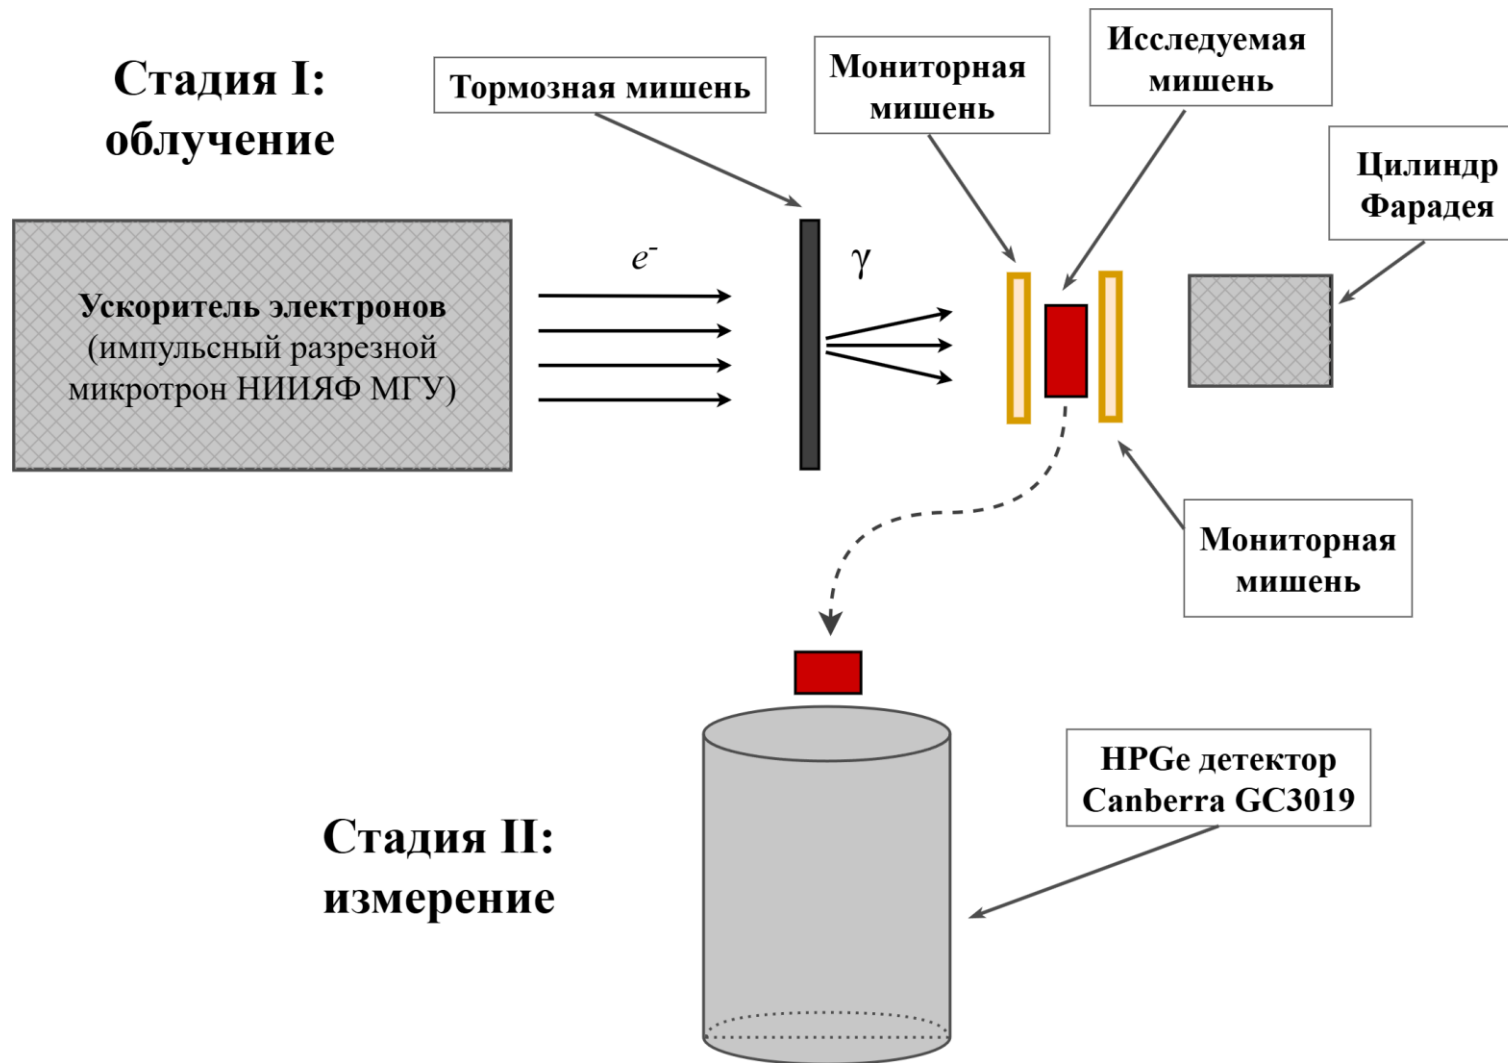 Стадия I:
облучение
Тормозная мишень
Мониторная
мишень
Исследуемая
мишень
Цилиндр
Фарадея
Ускоритель электронов
(импульсный разрезной
микротрон НИИЯФ МГУ)
e-
γ
Мониторная
мишень
HPGe детектор
Canberra GC3019
Стадия II:
измерение